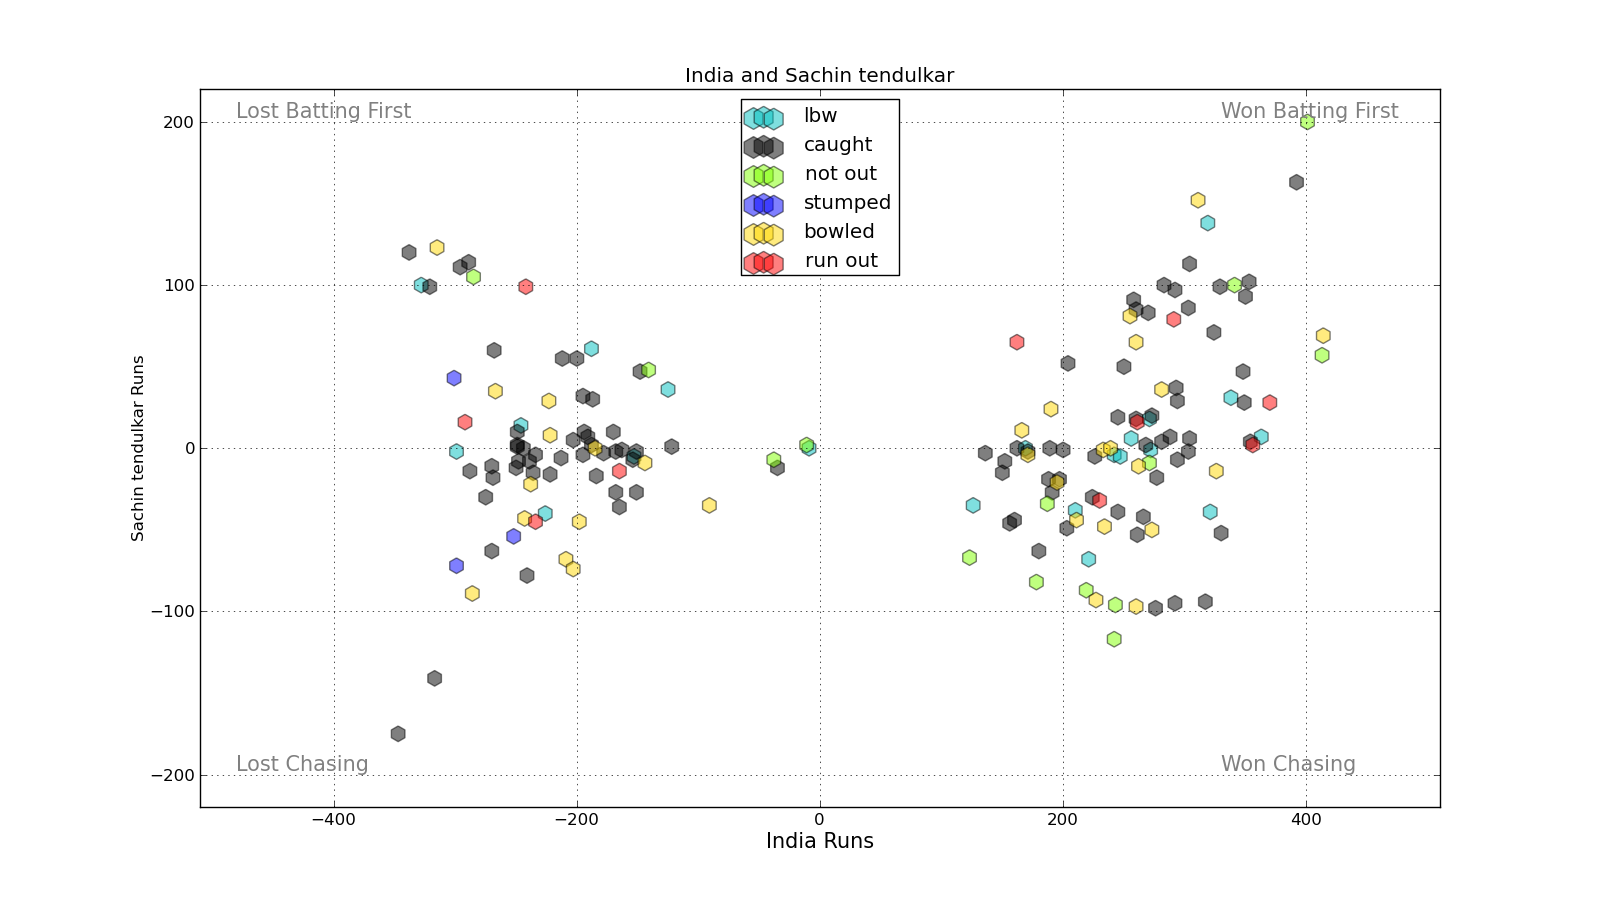 India and Sachin tendulkar
Lost Batting First
Won Batting First
lbw
caught
not out
stumped
bowled
run out
Sachin tendulkar Runs
200
100
0
−100
−200
Lost Chasing
Won Chasing
−400
−200
0
200
400
India Runs